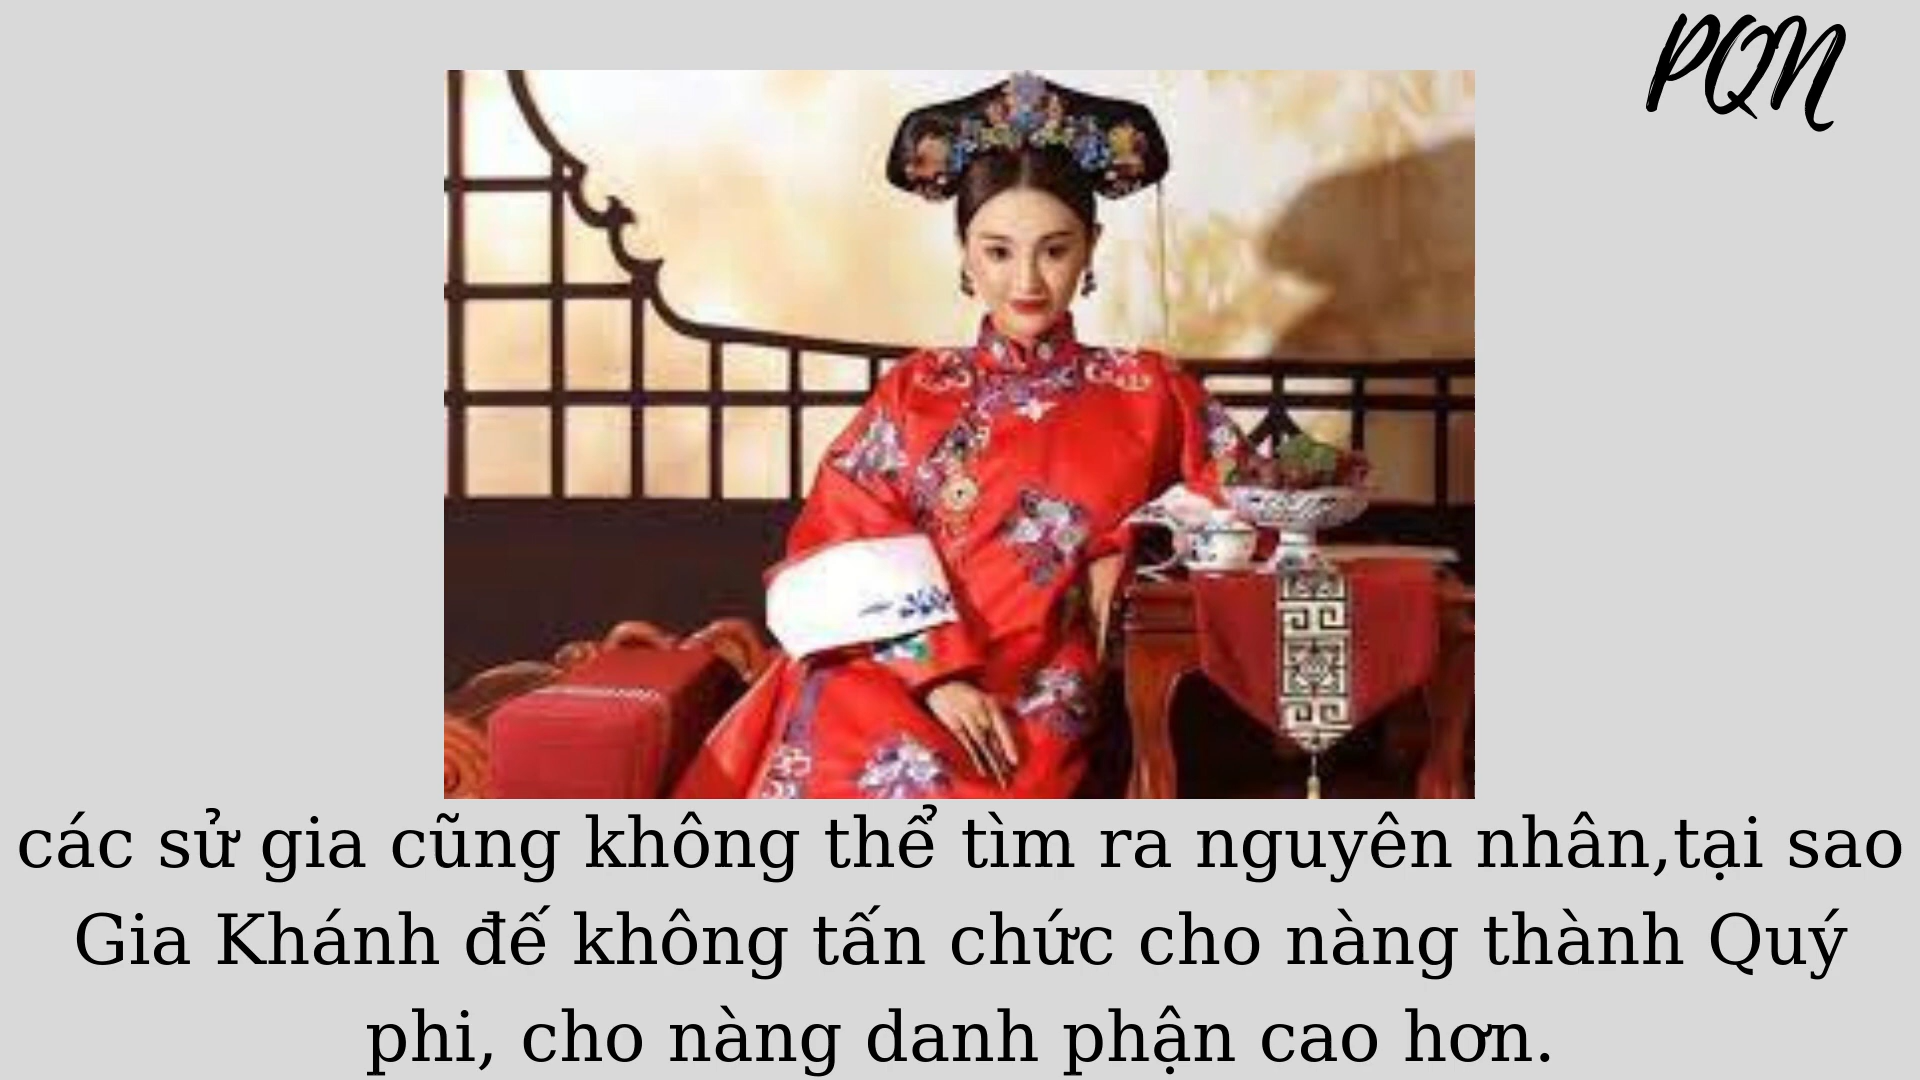 PQN
các sử gia cũng không thể tìm ra nguyên nhân,tại sao
Gia Khánh đế không tấn chức cho nàng thành Quý
phi, cho nàng danh phận cao hơn.